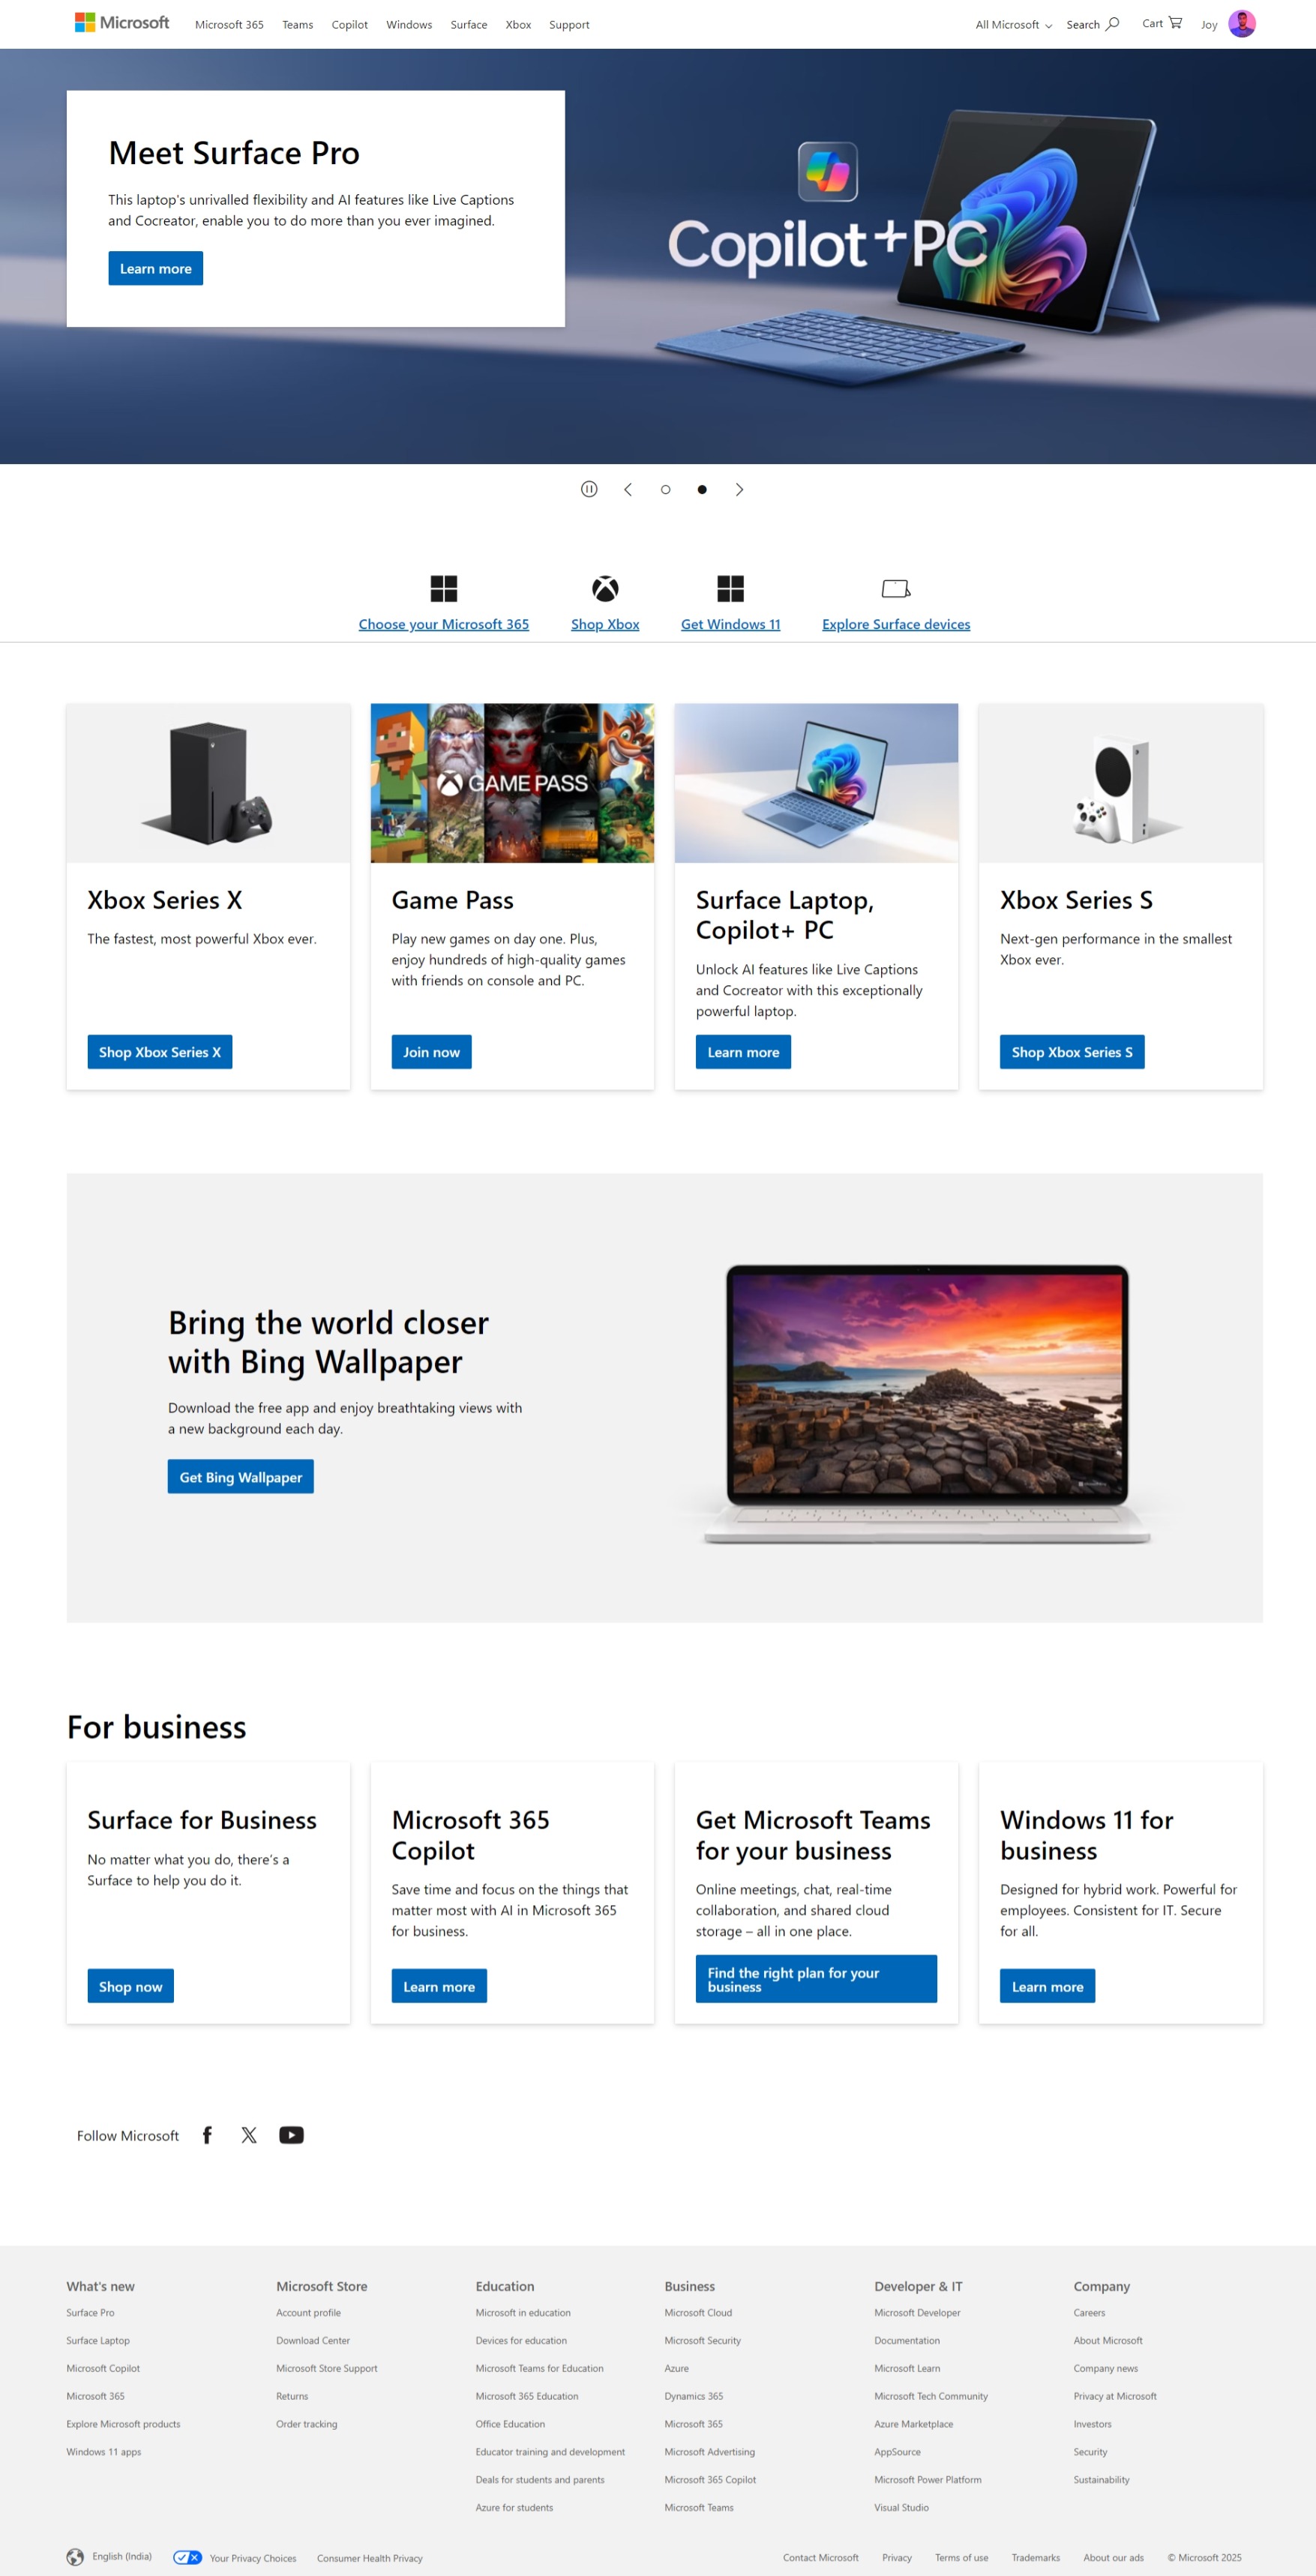 Microsoft
Microsoft 365
Teams
Copilot
Windows
Surface
Xbox
Support
All Microsoft
Search
Cart
Joy
Meet Surface Pro
This laptop's unrivalled flexibility and AI features like Live Captions
and Cocreator, enable you to do more than you ever imagined.
Learn more
Copilot+PC
Choose your Microsoft 365
Shop Xbox
Get Windows 11
Explore Surface devices
Xbox Series X
The fastest, most powerful Xbox ever.
Shop Xbox Series X
GAME PASS
Game Pass
Play new games on day one. Plus,
enjoy hundreds of high-quality games
with friends on console and PC.
Join now
Surface Laptop,
Copilot+ PC
Unlock AI features like Live Captions
and Cocreator with this exceptionally
powerful laptop.
Learn more
Xbox Series S
Next-gen performance in the smallest
Xbox ever.
Shop Xbox Series S
Bring the world closer
with Bing Wallpaper
Download the free app and enjoy breathtaking views with
a new background each day.
Get Bing Wallpaper
For business
Surface for Business
No matter what you do, there's a
Surface to help you do it.
Shop now
Microsoft 365
Copilot
Save time and focus on the things that
matter most with AI in Microsoft 365
for business.
Learn more
Get Microsoft Teams
for your business
Online meetings, chat, real-time
collaboration, and shared cloud
storage – all in one place.
Find the right plan for your
business
Windows 11 for
business
Designed for hybrid work. Powerful for
employees. Consistent for IT. Secure
for all.
Learn more
Follow Microsoft
What's new
Surface Pro
Surface Laptop
Microsoft Copilot
Microsoft 365
Explore Microsoft products
Windows 11 apps
Microsoft Store
Account profile
Download Center
Microsoft Store Support
Returns
Order tracking
Education
Microsoft in education
Devices for education
Microsoft Teams for Education
Microsoft 365 Education
Office Education
Educator training and development
Deals for students and parents
Azure for students
Business
Microsoft Cloud
Microsoft Security
Azure
Dynamics 365
Microsoft 365
Microsoft Advertising
Microsoft 365 Copilot
Microsoft Teams
Developer & IT
Microsoft Developer
Documentation
Microsoft Learn
Microsoft Tech Community
Azure Marketplace
AppSource
Microsoft Power Platform
Visual Studio
Company
Careers
About Microsoft
Company news
Privacy at Microsoft
Investors
Security
Sustainability
English (India)
Your Privacy Choices
Consumer Health Privacy
Contact Microsoft
Privacy
Terms of use
Trademarks
About our ads
© Microsoft 2025